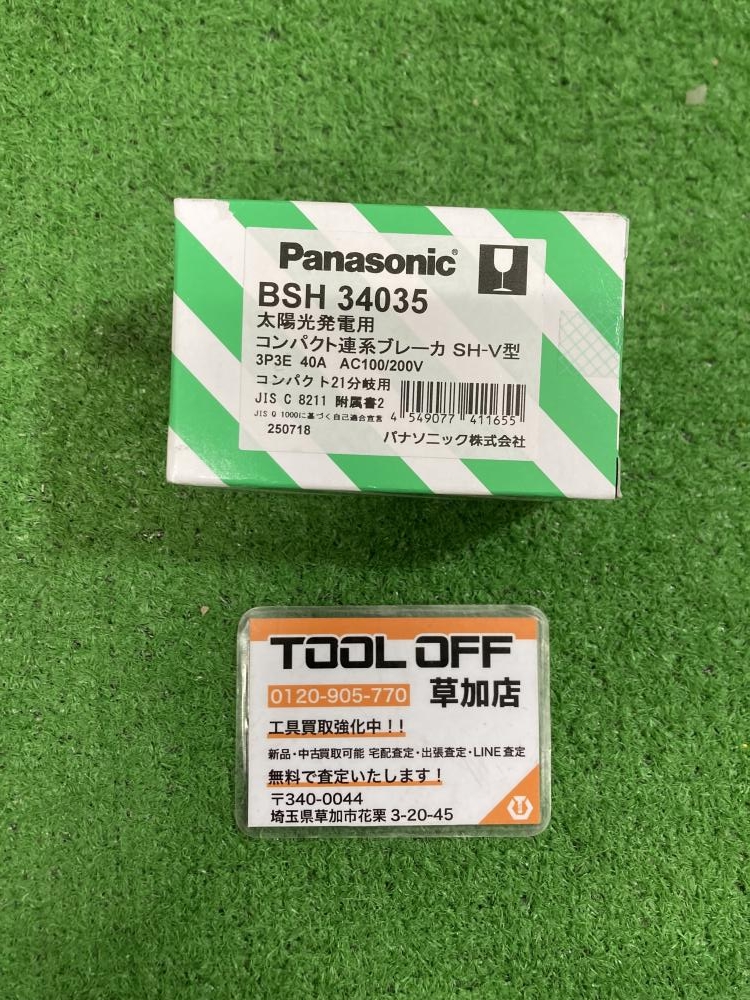 Panasonic®
BSH 34035
太陽光発電用
コンパクト連系ブレーカ SH-V型
3P3E 40A AC100/200V
コンパクト21分岐用
JIS C 8211 附属書2
JIS Q 1000に基づく自己適合宣言
4 549077 411655
250718 パナソニック株式会社
TOOL OFF
0120-905-770 草加店
工具買取強化中!!
新品・中古買取可能 宅配査定・出張査定・LINE査定
無料で査定いたします!
〒340-0044
埼玉県草加市花栗 3-20-45